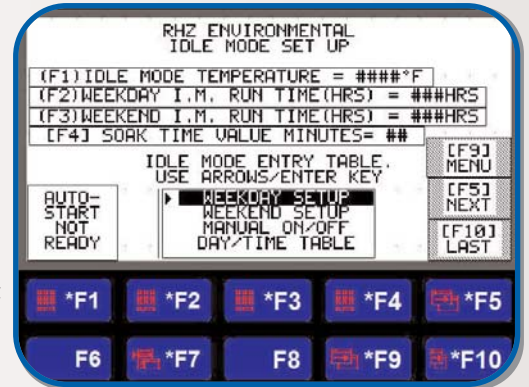 RHZ ENVIRONMENTAL
IDLE MODE SET UP
(F1)IDLE MODE TEMPERATURE = ####°F
(F2)WEEKDAY I.M. RUN TIME(HRS) = ###HRS
(F3)WEEKEND I.M. RUN TIME(HRS) = ###HRS
[F4] SOAK TIME VALUE MINUTES= ##
[F9]
MENU
IDLE MODE ENTRY TABLE.
USE ARROWS/ENTER KEY
AUTO-
START
NOT
READY
WEEKDAY SETUP
WEEKEND SETUP
MANUAL ON/OFF
DAY/TIME TABLE
[F5]
NEXT
[F10]
LAST
*F1 *F2 *F3 *F4 *F5
F6 *F7 F8 *F9 *F10